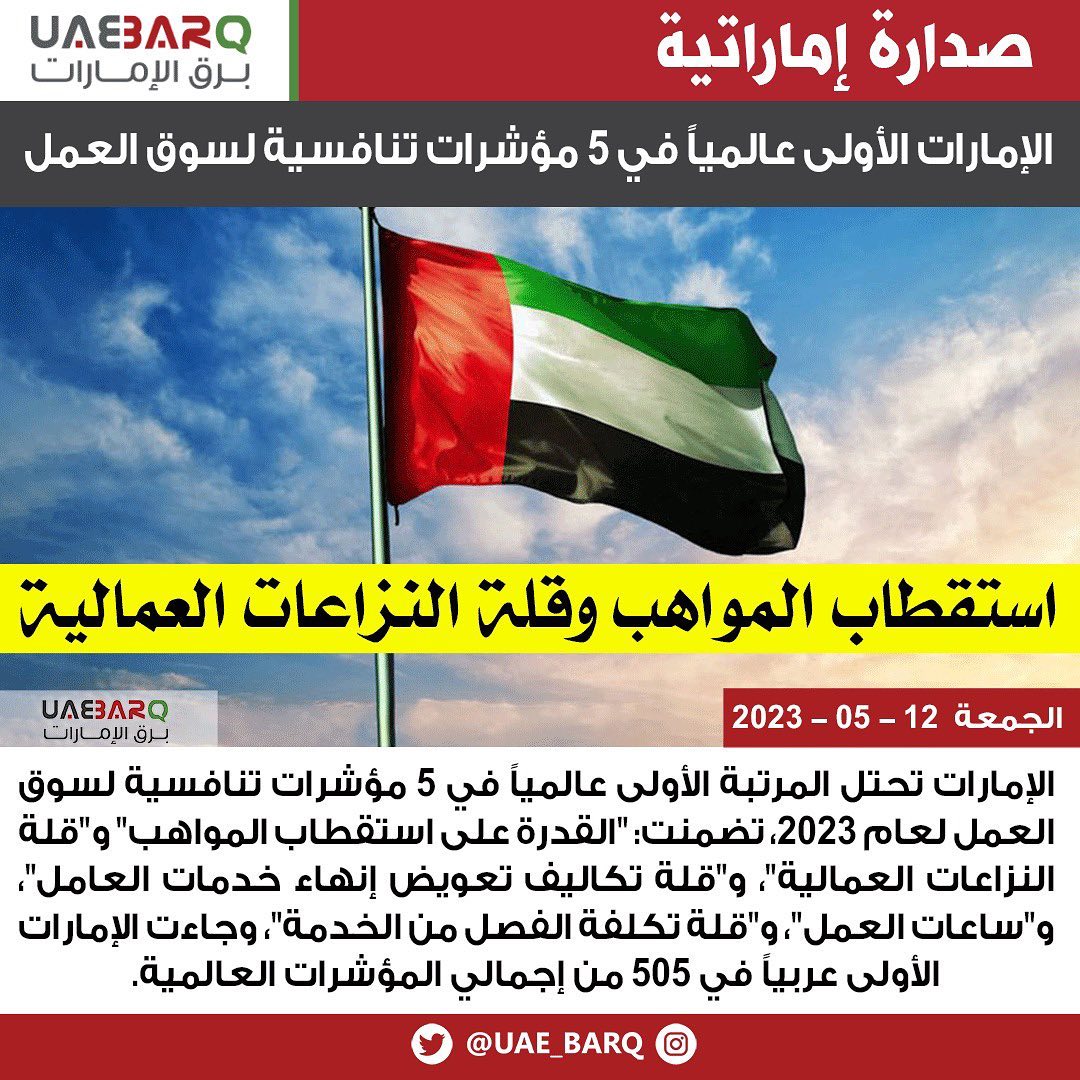 UAEBARQ
برق الإمارات
صدارة إماراتية
الإمارات الأولى عالمياً في 5 مؤشرات تنافسية لسوق العمل
استقطاب المواهب وقلة النزاعات العمالية
UAEBARQ
برق الإمارات
الجمعة 12 – 05 – 2023
الإمارات تحتل المرتبة الأولى عالمياً في 5 مؤشرات تنافسية لسوق
العمل لعام 2023، تضمنت: "القدرة على استقطاب المواهب" و"قلة
النزاعات العمالية"، و"قلة تكاليف تعويض إنهاء خدمات العامل"،
و"ساعات العمل"، و"قلة تكلفة الفصل من الخدمة"، وجاءت الإمارات
الأولى عربياً في 505 من إجمالي المؤشرات العالمية.
@UAE_BARQ